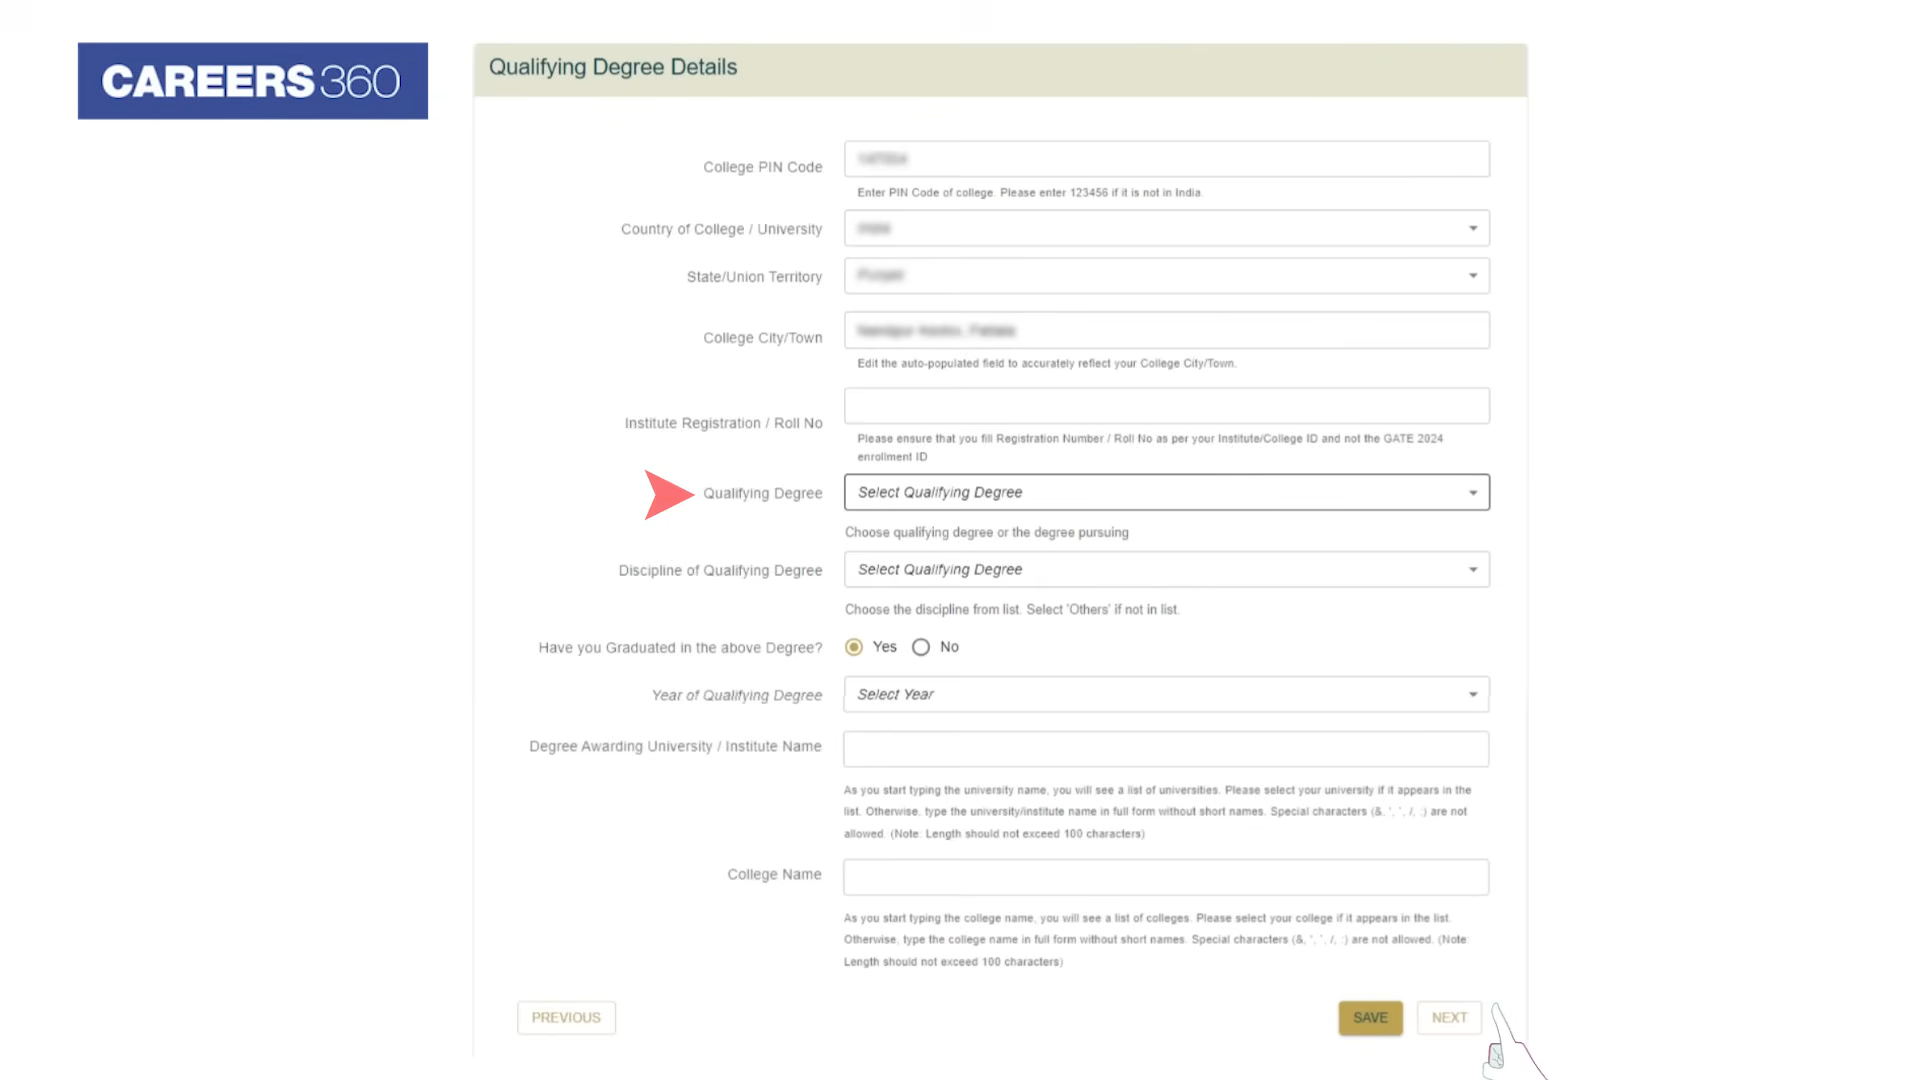 CAREERS360
Qualifying Degree Details
College PIN Code
Enter PIN Code of college. Please enter 123456 if it is not in India.
Country of College / University
State/Union Territory
College City/Town
Edit the auto-populated field to accurately reflect your College City/Town.
Institute Registration / Roll No
Please ensure that you fill Registration Number / Roll No as per your Institute/College ID and not the GATE 2024
enrollment ID
Qualifying Degree
Select Qualifying Degree
Choose qualifying degree or the degree pursuing
Discipline of Qualifying Degree
Select Qualifying Degree
Choose the discipline from list. Select 'Others' if not in list.
Have you Graduated in the above Degree?
Yes
No
Year of Qualifying Degree
Select Year
Degree Awarding University / Institute Name
As you start typing the university name, you will see a list of universities. Please select your university if it appears in the
list. Otherwise, type the university/institute name in full form without short names. Special characters (&, ', `, /, :) are not
allowed. (Note: Length should not exceed 100 characters)
College Name
As you start typing the college name, you will see a list of colleges. Please select your college if it appears in the list.
Otherwise, type the college name in full form without short names. Special characters (&, ', `, /, :) are not allowed. (Note:
Length should not exceed 100 characters)
PREVIOUS
SAVE
NEXT